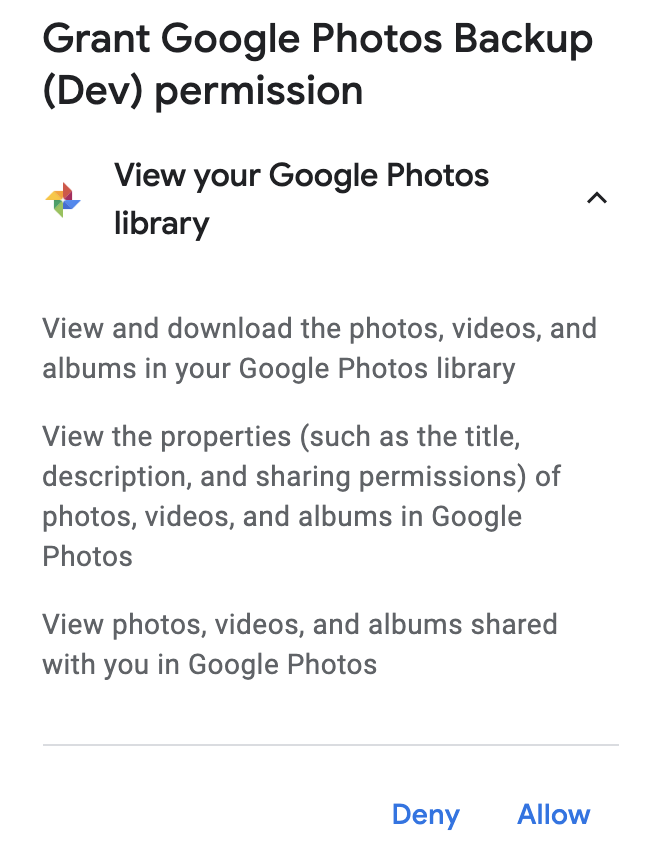 Grant Google Photos Backup
(Dev) permission
View your Google Photos
library
View and download the photos, videos, and
albums in your Google Photos library
View the properties (such as the title,
description, and sharing permissions) of
photos, videos, and albums in Google
Photos
View photos, videos, and albums shared
with you in Google Photos
Deny Allow